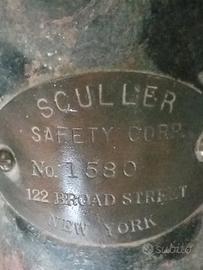 SCULLER
SAFETY CORP.
No. 1580
122 BROAD STREET
NEW YORK
subito